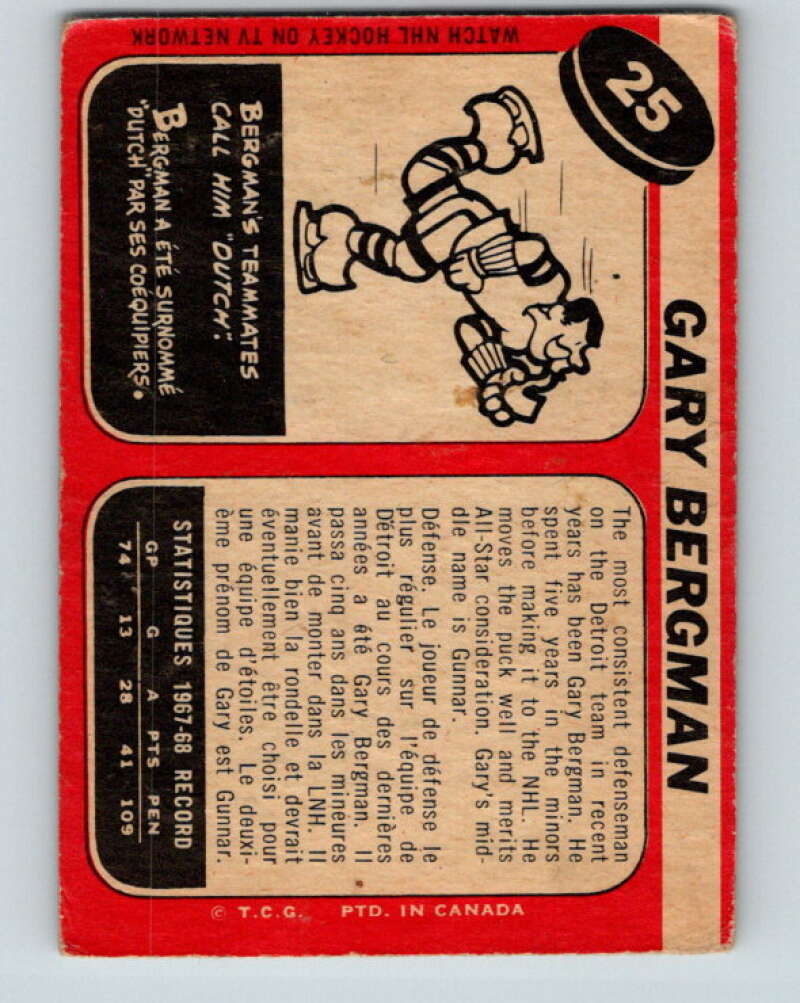 25
GARY BERGMAN
WATCH NHL HOCKEY ON TV NETWORK
BERGMAN'S TEAMMATES
CALL HIM "DUTCH".
BERGMAN A ÉTÉ SURNOMMÉ
"DUTCH" PAR SES COÉQUIPIERS.
The most consistent defenseman
on the Detroit team in recent
years has been Gary Bergman. He
spent five years in the minors
before making it to the NHL. He
moves the puck well and merits
All-Star consideration. Gary's mid-
dle name is Gunnar.
Défense. Le joueur de défense le
plus régulier sur l'équipe de
Détroit au cours des dernières
années a été Gary Bergman. Il
passa cinq ans dans les mineures
avant de monter dans la LNH. Il
manie bien la rondelle et devrait
éventuellement être choisi pour
une équipe d'étoiles. Le deuxi-
ème prénom de Gary est Gunnar.
STATISTIQUES 1967-68 RECORD
GP G A PTS PEN
74 13 28 41 109
© T.C.G. PTD. IN CANADA